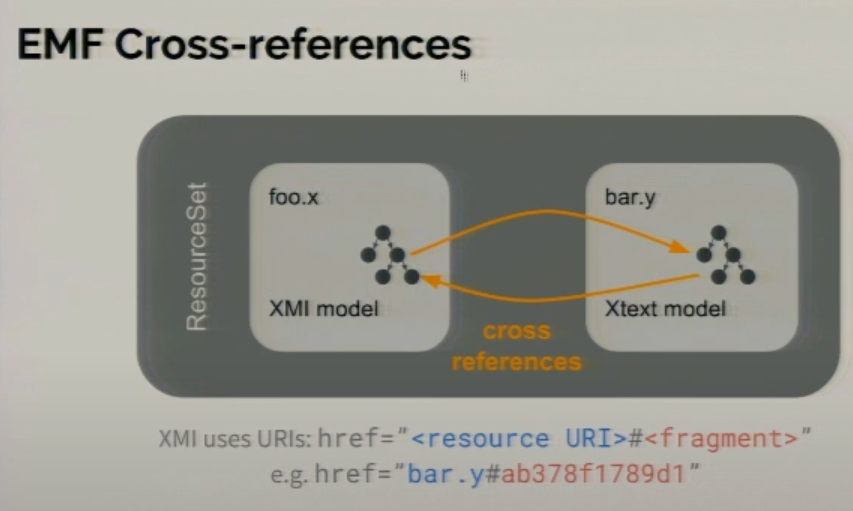 EMF Cross-references
ResourceSet
foo.x
XMI model
bar.y
Xtext model
cross
references
XMI uses URIs: href="<resource URI>#<fragment>"
e.g. href="bar.y#ab378f1789d1"